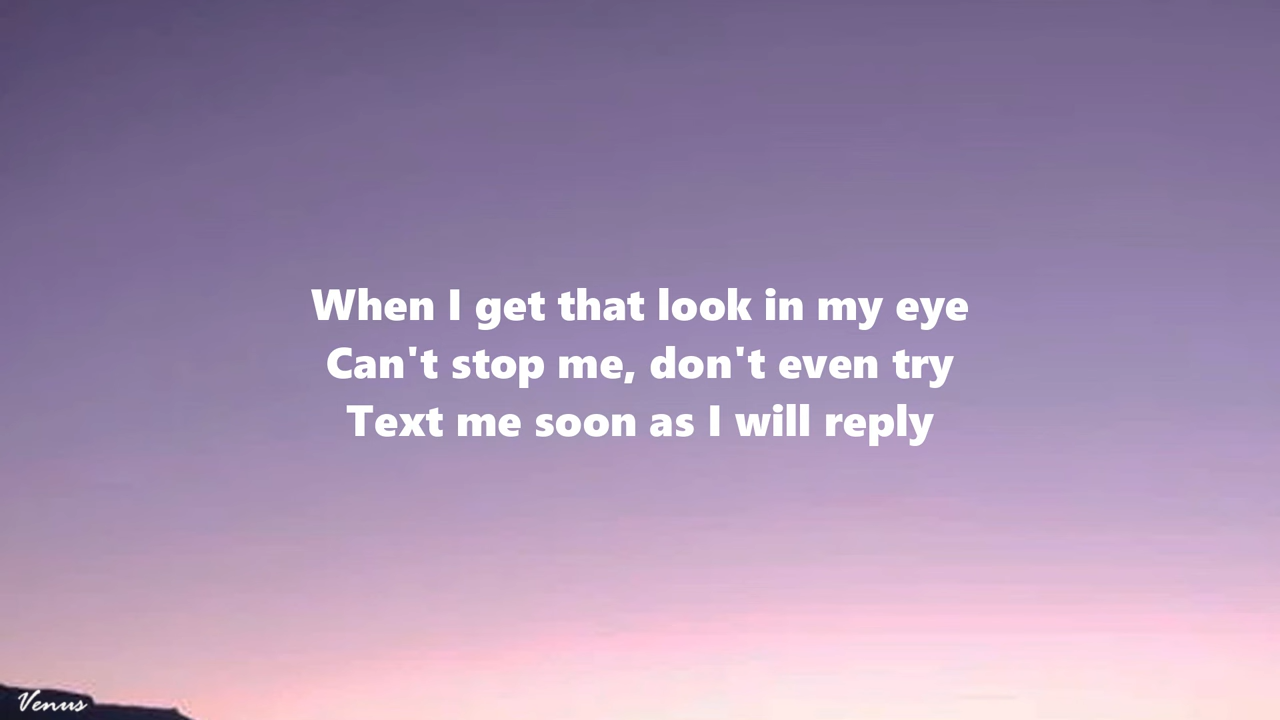 When I get that look in my eye
Can't stop me, don't even try
Text me soon as I will reply
Venus